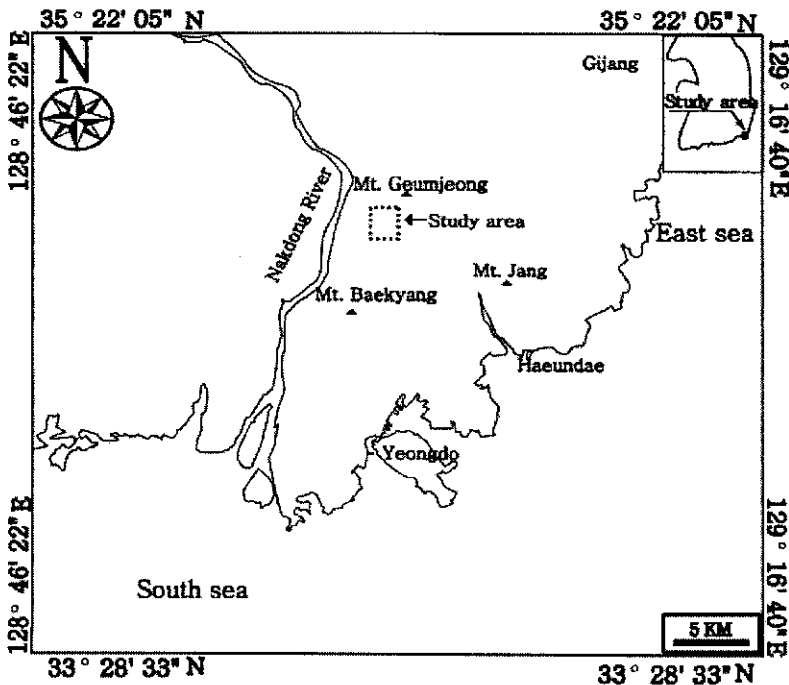 35° 22' 05" N
35° 22' 05" N
128° 46' 22" E
129° 16' 40" E
N
Gijang
Study area
Mt. Geumjeong
Study area
East sea
Nakdong River
Mt. Jang
Mt. Baekyang
Haeundae
Yeongdo
128° 46' 22" E
129° 16' 40" E
South sea
5 KM
33° 28' 33" N
33° 28' 33" N